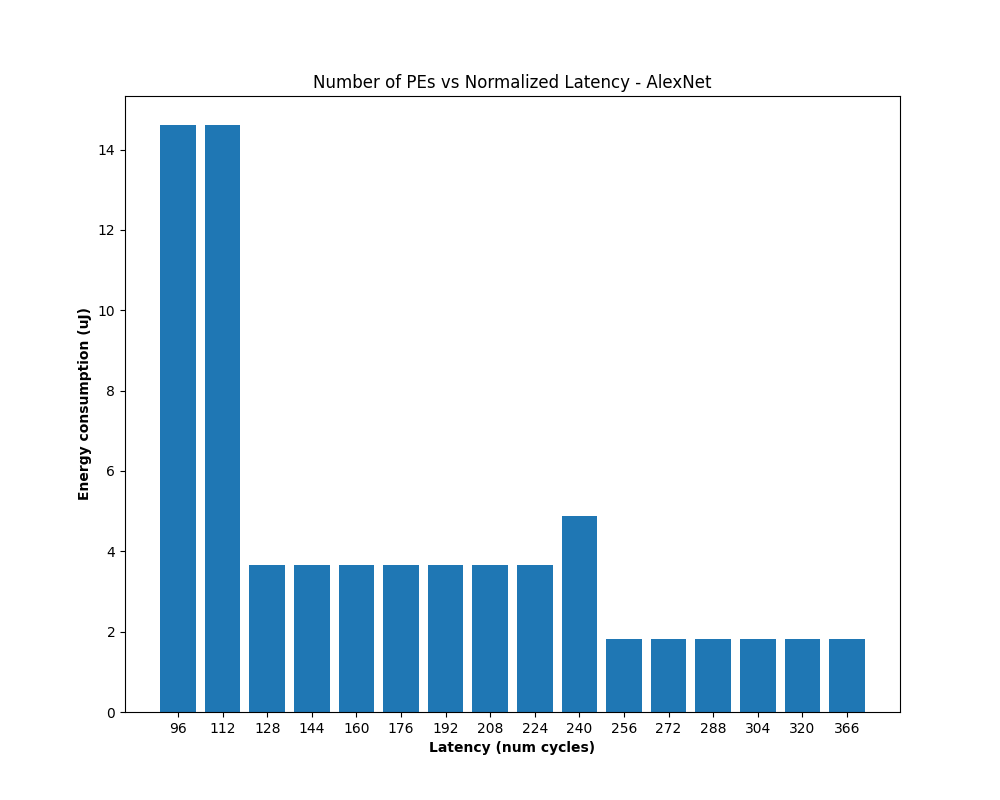 Number of PEs vs Normalized Latency - AlexNet
14
12
10
8
6
4
2
0
Energy consumption (uJ)
96 112 128 144 160 176 192 208 224 240 256 272 288 304 320 366
Latency (num cycles)